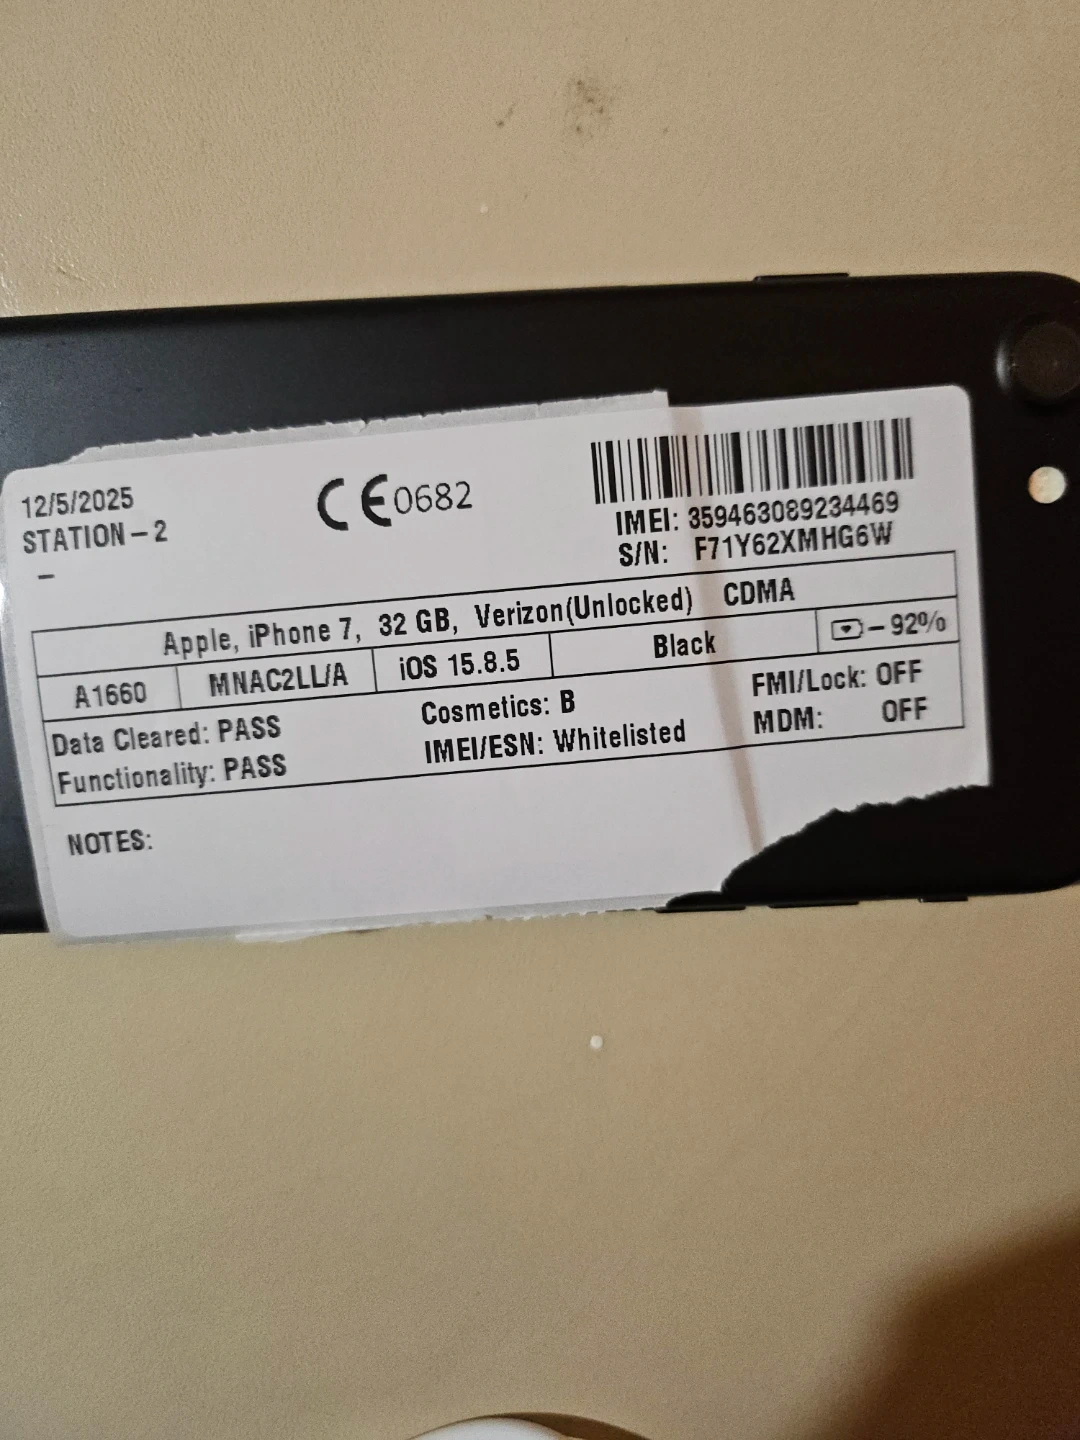 12/5/2025
STATION-2
-
CE0682
IMEI: 359463089234469
S/N: F71Y62XMHG6W
Apple, iPhone 7, 32 GB, Verizon(Unlocked) CDMA
A1660 MNAC2LL/A iOS 15.8.5 Black -92%
Data Cleared: PASS Cosmetics: B FMI/Lock: OFF
Functionality: PASS IMEI/ESN: Whitelisted MDM: OFF
NOTES: